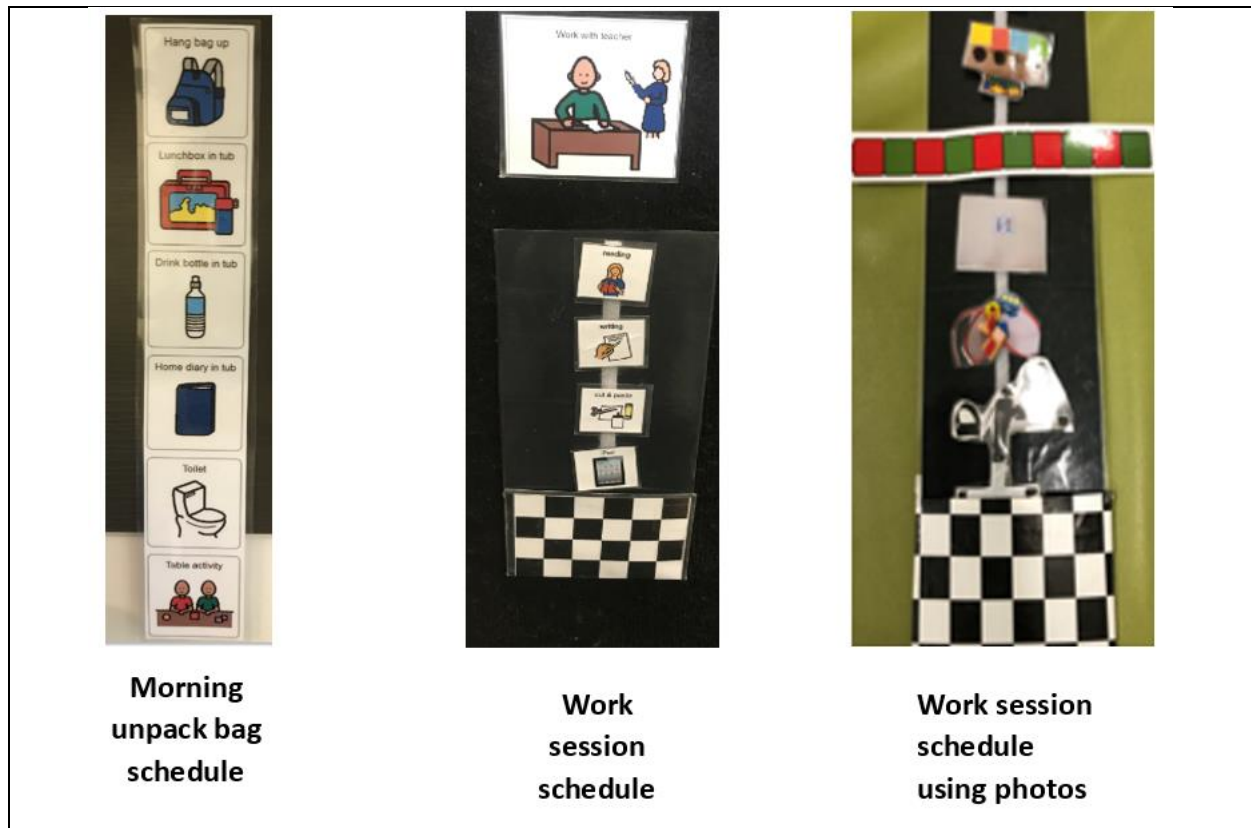 Hang bag up
Lunchbox in tub
Drink bottle in tub
Home diary in tub
Toilet
Table activity
Morning
unpack bag
schedule
Work with teacher
reading
writing
cut & paste
iPad
Work
session
schedule
Work session
schedule
using photos